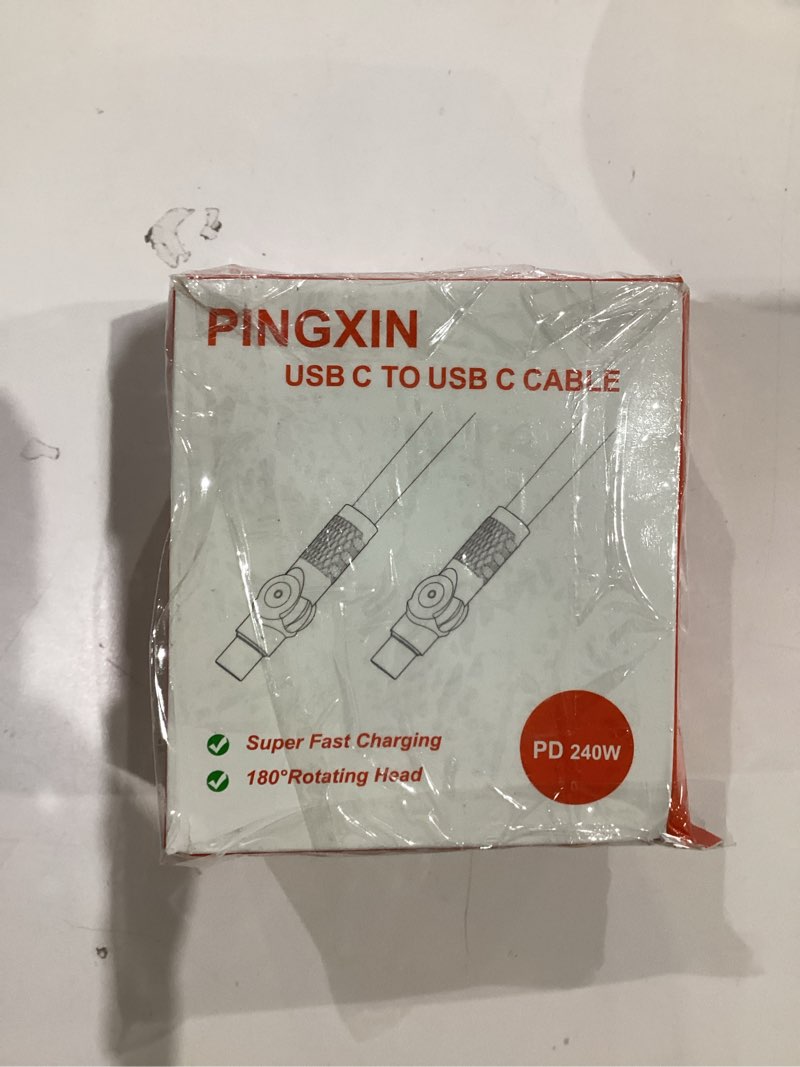 PINGXIN
USB C TO USB C CABLE
Super Fast Charging
180°Rotating Head
PD 240W